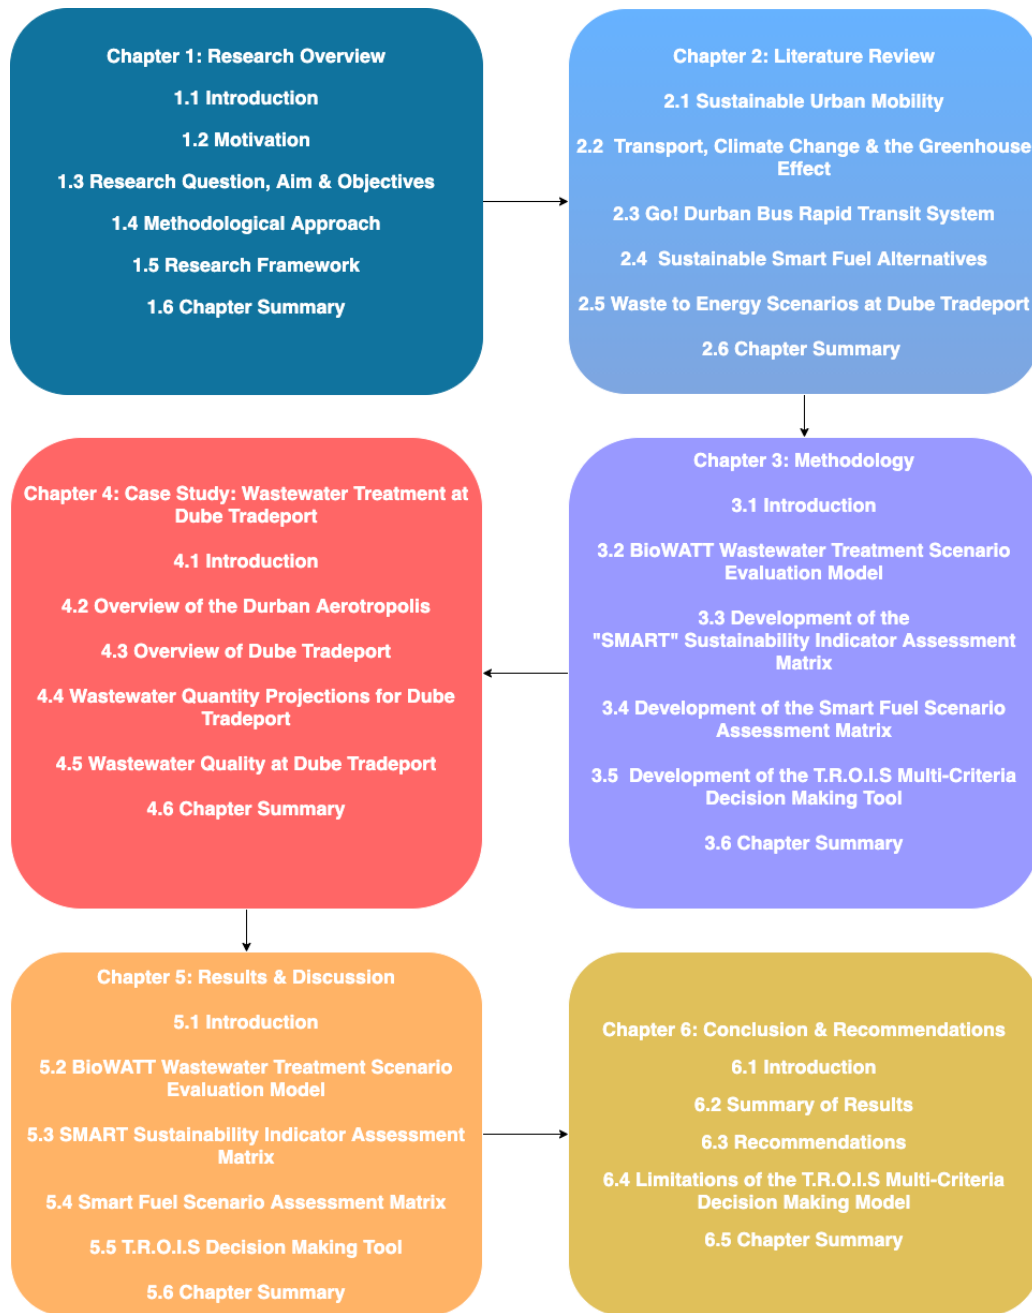 Chapter 1: Research Overview
1.1 Introduction
1.2 Motivation
1.3 Research Question, Aim & Objectives
1.4 Methodological Approach
1.5 Research Framework
1.6 Chapter Summary
Chapter 2: Literature Review
2.1 Sustainable Urban Mobility
2.2 Transport, Climate Change & the Greenhouse
Effect
2.3 Go! Durban Bus Rapid Transit System
2.4 Sustainable Smart Fuel Alternatives
2.5 Waste to Energy Scenarios at Dube Tradeport
2.6 Chapter Summary
Chapter 3: Methodology
3.1 Introduction
3.2 BioWATT Wastewater Treatment Scenario
Evaluation Model
3.3 Development of the
"SMART" Sustainability Indicator Assessment
Matrix
3.4 Development of the Smart Fuel Scenario
Assessment Matrix
3.5 Development of the T.R.O.I.S Multi-Criteria
Decision Making Tool
3.6 Chapter Summary
Chapter 4: Case Study: Wastewater Treatment at
Dube Tradeport
4.1 Introduction
4.2 Overview of the Durban Aerotropolis
4.3 Overview of Dube Tradeport
4.4 Wastewater Quantity Projections for Dube
Tradeport
4.5 Wastewater Quality at Dube Tradeport
4.6 Chapter Summary
Chapter 5: Results & Discussion
5.1 Introduction
5.2 BioWATT Wastewater Treatment Scenario
Evaluation Model
5.3 SMART Sustainability Indicator Assessment
Matrix
5.4 Smart Fuel Scenario Assessment Matrix
5.5 T.R.O.I.S Decision Making Tool
5.6 Chapter Summary
Chapter 6: Conclusion & Recommendations
6.1 Introduction
6.2 Summary of Results
6.3 Recommendations
6.4 Limitations of the T.R.O.I.S Multi-Criteria
Decision Making Model
6.5 Chapter Summary